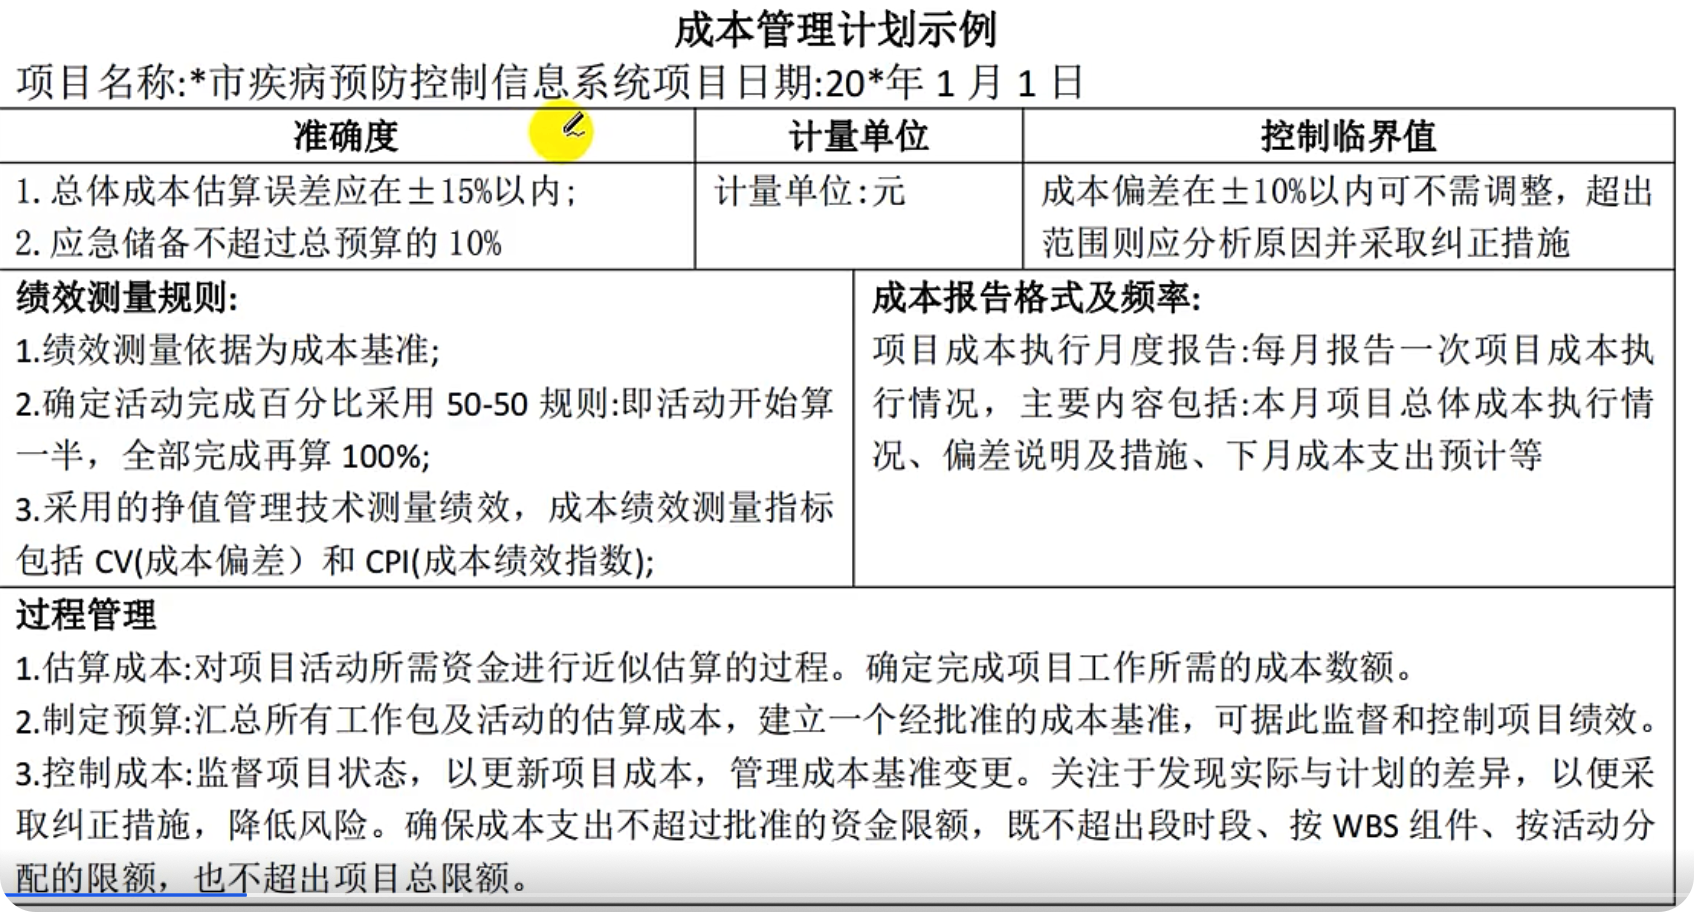 成本管理计划示例
项目名称:*市疾病预防控制信息系统项目日期:20*年 1 月 1 日
准确度
计量单位
控制临界值
1. 总体成本估算误差应在±15%以内;
2. 应急储备不超过总预算的 10%
计量单位:元
成本偏差在±10%以内可不需调整，超出
范围则应分析原因并采取纠正措施
绩效测量规则:
1.绩效测量依据为成本基准;
2.确定活动完成百分比采用 50-50 规则:即活动开始算
一半，全部完成再算 100%;
3.采用的挣值管理技术测量绩效，成本绩效测量指标
包括 CV(成本偏差）和 CPI(成本绩效指数);
成本报告格式及频率:
项目成本执行月度报告:每月报告一次项目成本执
行情况，主要内容包括:本月项目总体成本执行情
况、偏差说明及措施、下月成本支出预计等
过程管理
1.估算成本:对项目活动所需资金进行近似估算的过程。确定完成项目工作所需的成本数额。
2.制定预算:汇总所有工作包及活动的估算成本，建立一个经批准的成本基准，可据此监督和控制项目绩效。
3.控制成本:监督项目状态，以更新项目成本，管理成本基准变更。关注于发现实际与计划的差异，以便采
取纠正措施，降低风险。确保成本支出不超过批准的资金限额，既不超出段时段、按 WBS 组件、按活动分
配的限额，也不超出项目总限额。